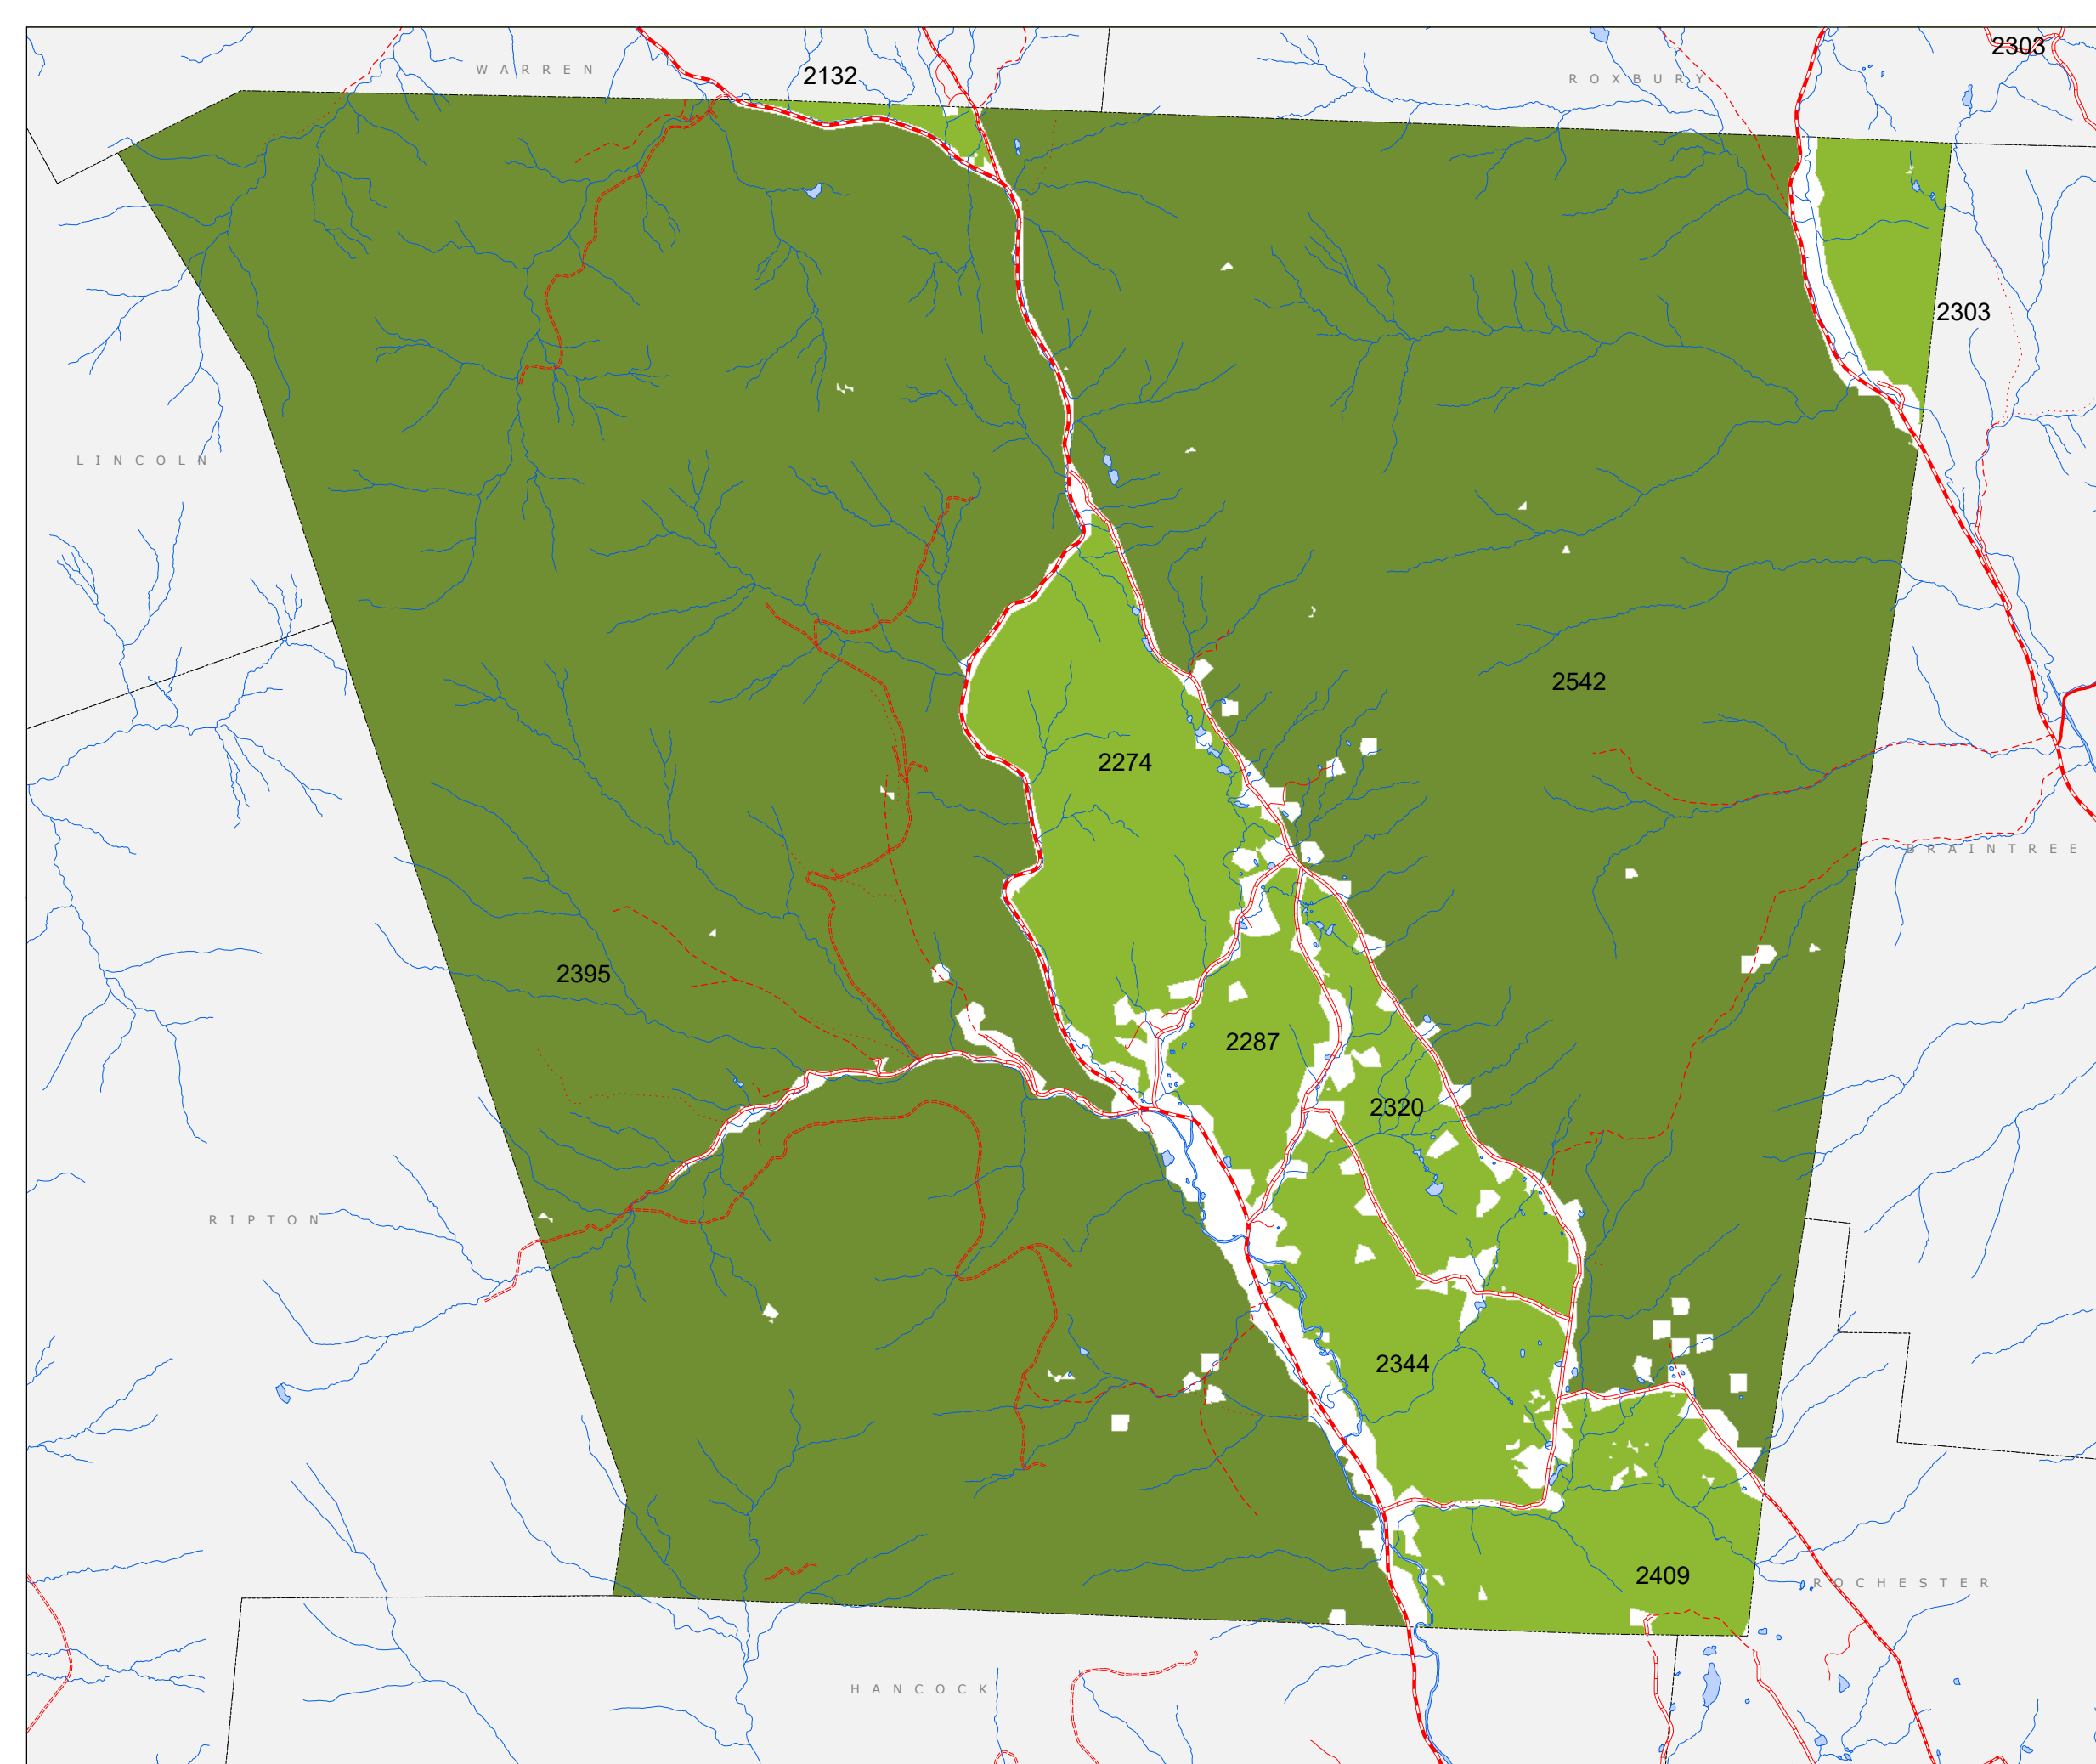 2303
WARREN
2132
ROXBURY
2303
LINCOLN
2542
2274
BRAINTREE
2395
2287
2320
RIPTON
2344
2409
ROCHESTER
HANCOCK